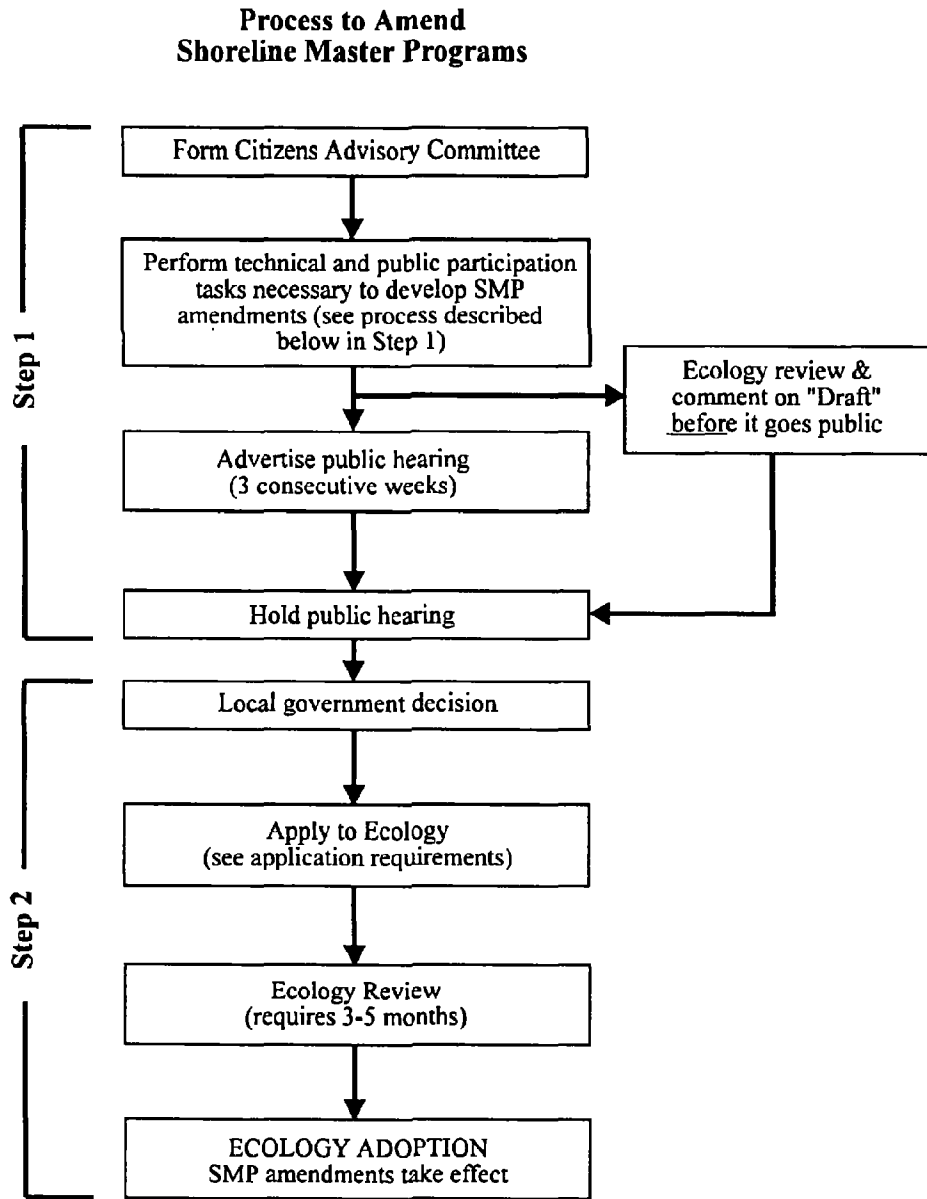 Process to Amend
Shoreline Master Programs
Step 1
Form Citizens Advisory Committee
Perform technical and public participation
tasks necessary to develop SMP
amendments (see process described
below in Step 1)
Ecology review &
comment on "Draft"
before it goes public
Advertise public hearing
(3 consecutive weeks)
Hold public hearing
Step 2
Local government decision
Apply to Ecology
(see application requirements)
Ecology Review
(requires 3-5 months)
ECOLOGY ADOPTION
SMP amendments take effect